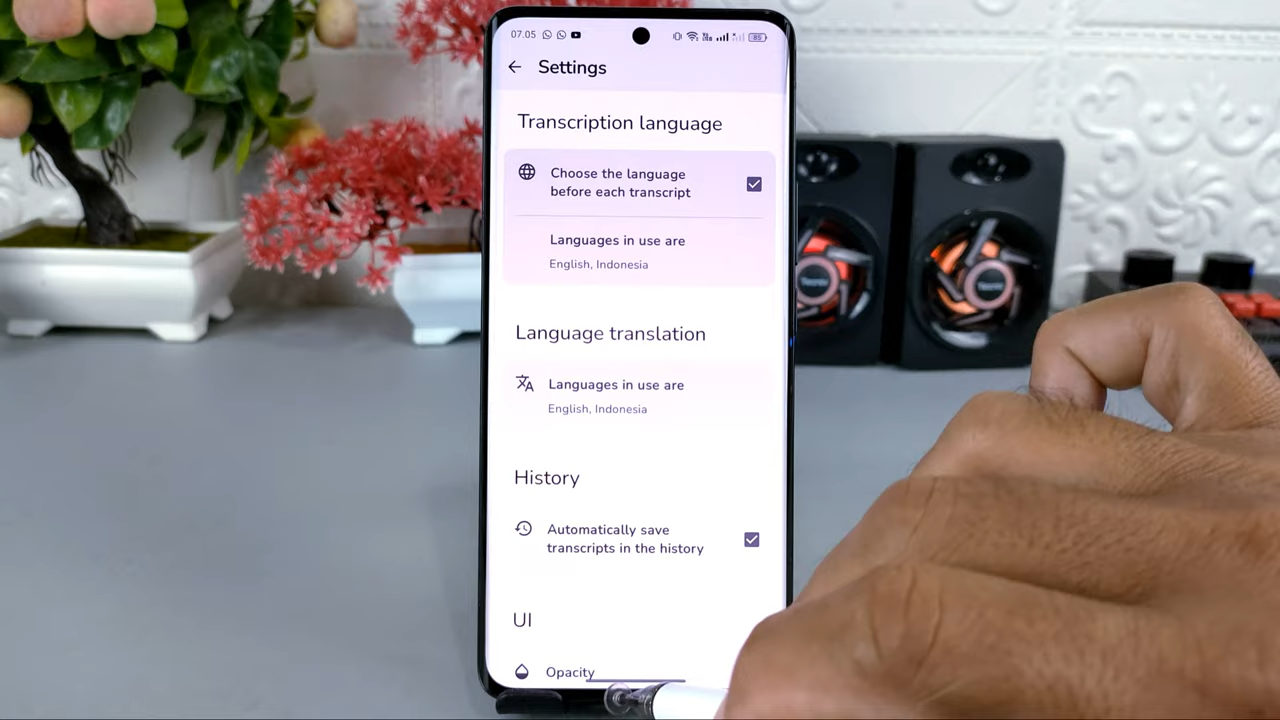 07.05
Settings
Transcription language
Choose the language
before each transcript
Languages in use are
English, Indonesia
Language translation
Languages in use are
English, Indonesia
History
Automatically save
transcripts in the history
UI
Opacity